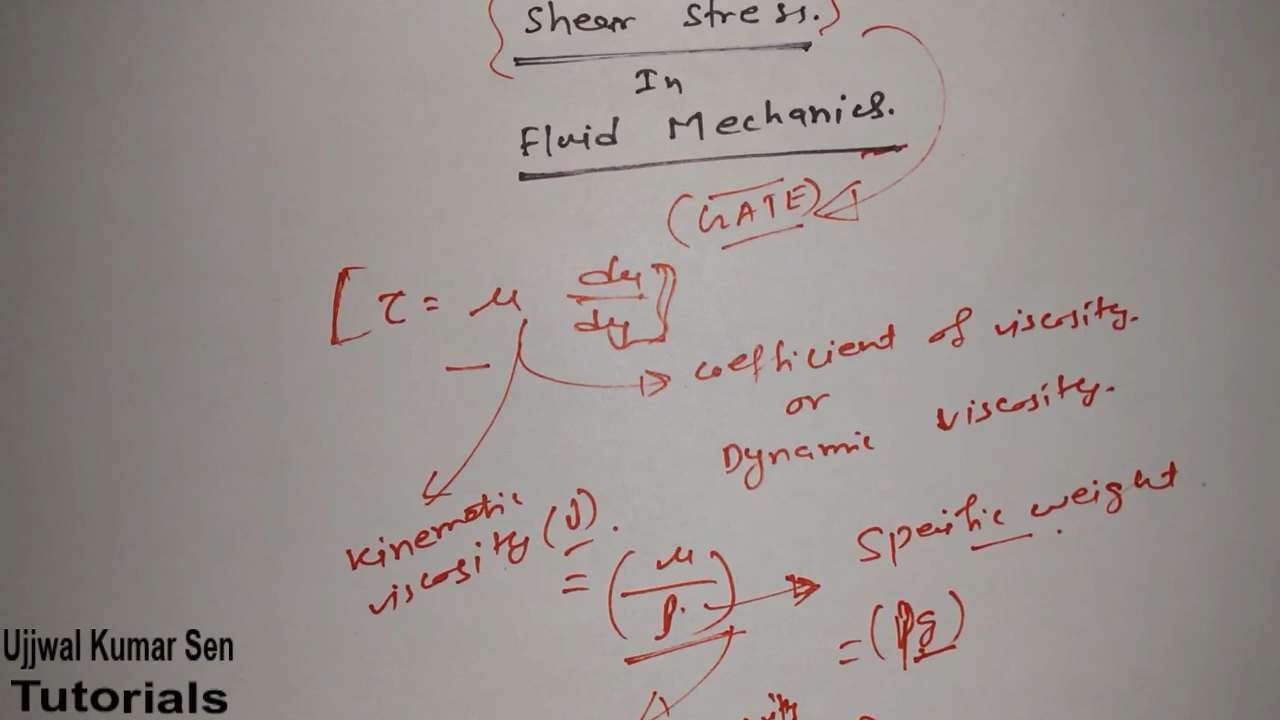 Shear Stress.
In
Fluid Mechanics.
(GATE)
[τ = μ du/dy]
coefficient of viscosity.
or
Dynamic viscosity.
Kinematic
viscosity (ν).
= (μ/ρ)
Specific weight
= (ρg)
Ujjwal Kumar Sen
Tutorials